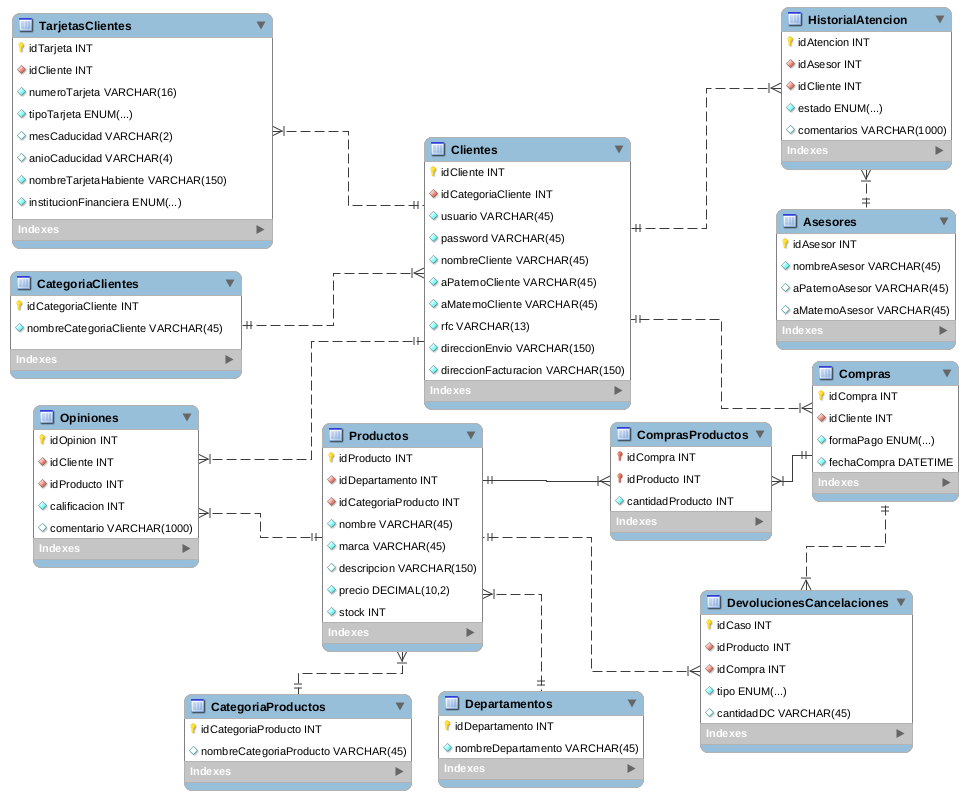 TarjetasClientes
idTarjeta INT
idCliente INT
numeroTarjeta VARCHAR(16)
tipoTarjeta ENUM(...)
mesCaducidad VARCHAR(2)
anioCaducidad VARCHAR(4)
nombreTarjetaHabiente VARCHAR(150)
institucionFinanciera ENUM(...)
Indexes
HistorialAtencion
idAtencion INT
idAsesor INT
idCliente INT
estado ENUM(...)
comentarios VARCHAR(1000)
Indexes
Clientes
idCliente INT
idCategoriaCliente INT
usuario VARCHAR(45)
password VARCHAR(45)
nombreCliente VARCHAR(45)
aPaternoCliente VARCHAR(45)
aMaternoCliente VARCHAR(45)
rfc VARCHAR(13)
direccionEnvio VARCHAR(150)
direccionFacturacion VARCHAR(150)
Indexes
Asesores
idAsesor INT
nombreAsesor VARCHAR(45)
aPaternoAsesor VARCHAR(45)
aMaternoAsesor VARCHAR(45)
Indexes
CategoriaClientes
idCategoriaCliente INT
nombreCategoriaCliente VARCHAR(45)
Indexes
Compras
idCompra INT
idCliente INT
formaPago ENUM(...)
fechaCompra DATETIME
Indexes
Opiniones
idOpinion INT
idCliente INT
idProducto INT
calificacion INT
comentario VARCHAR(1000)
Indexes
Productos
idProducto INT
idDepartamento INT
idCategoriaProducto INT
nombre VARCHAR(45)
marca VARCHAR(45)
descripcion VARCHAR(150)
precio DECIMAL(10,2)
stock INT
Indexes
ComprasProductos
idCompra INT
idProducto INT
cantidadProducto INT
Indexes
DevolucionesCancelaciones
idCaso INT
idProducto INT
idCompra INT
tipo ENUM(...)
cantidadDC VARCHAR(45)
Indexes
CategoriaProductos
idCategoriaProducto INT
nombreCategoriaProducto VARCHAR(45)
Indexes
Departamentos
idDepartamento INT
nombreDepartamento VARCHAR(45)
Indexes